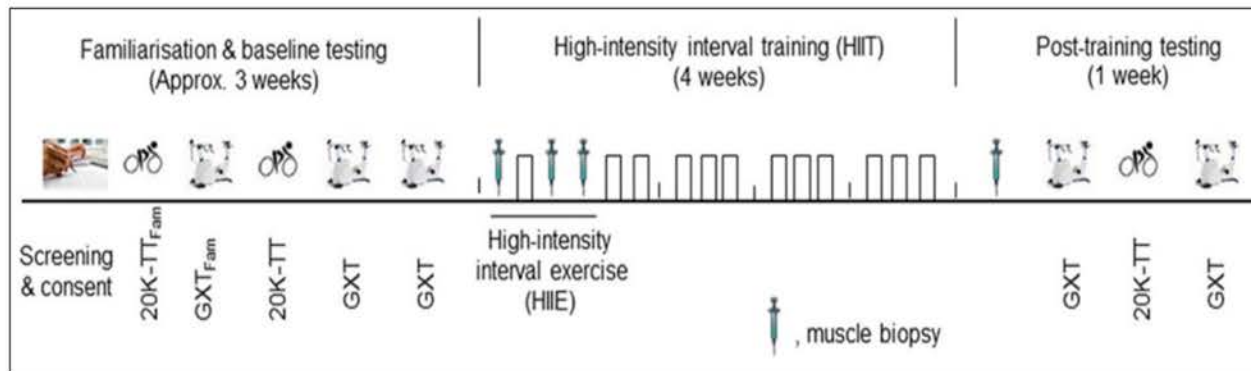 Familiarisation & baseline testing
(Approx. 3 weeks)
High-intensity interval training (HIIT)
(4 weeks)
Post-training testing
(1 week)
Screening
& consent
20K-TTFam
GXTFam
20K-TT
GXT
GXT
High-intensity
interval exercise
(HIIE)
, muscle biopsy
GXT
20K-TT
GXT